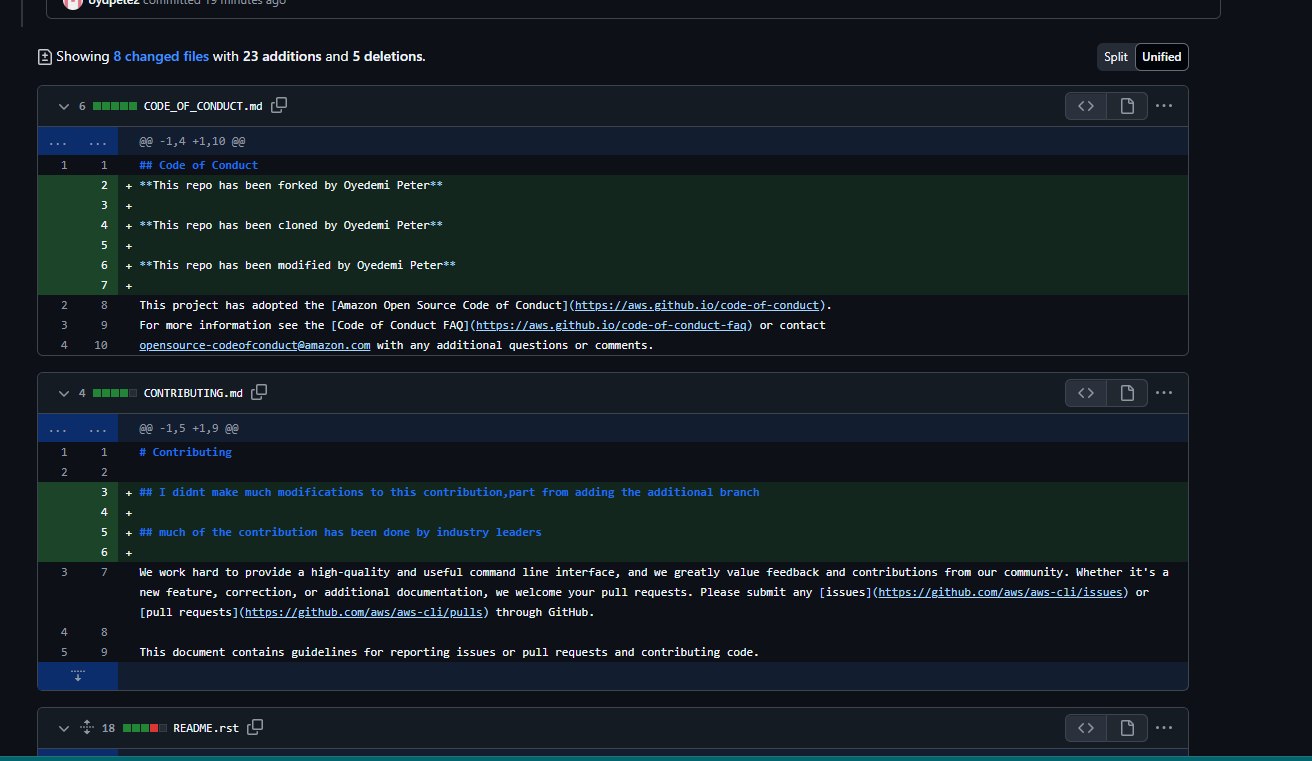 oyupete2 committed 19 minutes ago
Showing 8 changed files with 23 additions and 5 deletions.
Split Unified
6 CODE_OF_CONDUCT.md
... ... @@ -1,4 +1,10 @@
1 1 ## Code of Conduct
2 + **This repo has been forked by Oyedemi Peter**
3 +
4 + **This repo has been cloned by Oyedemi Peter**
5 +
6 + **This repo has been modified by Oyedemi Peter**
7 +
2 8 This project has adopted the [Amazon Open Source Code of Conduct](https://aws.github.io/code-of-conduct).
3 9 For more information see the [Code of Conduct FAQ](https://aws.github.io/code-of-conduct-faq) or contact
4 10 opensource-codeofconduct@amazon.com with any additional questions or comments.
4 CONTRIBUTING.md
... ... @@ -1,5 +1,9 @@
1 1 # Contributing
2 2
3 + ## I didnt make much modifications to this contribution,part from adding the additional branch
4 +
5 + ## much of the contribution has been done by industry leaders
6 +
3 7 We work hard to provide a high-quality and useful command line interface, and we greatly value feedback and contributions from our community. Whether it's a
new feature, correction, or additional documentation, we welcome your pull requests. Please submit any [issues](https://github.com/aws/aws-cli/issues) or
[pull requests](https://github.com/aws/aws-cli/pulls) through GitHub.
4 8
5 9 This document contains guidelines for reporting issues or pull requests and contributing code.
18 README.rst